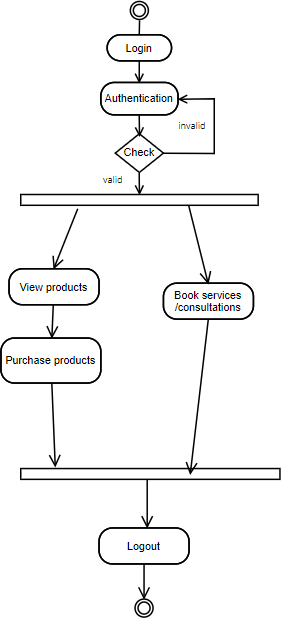 Login
Authentication
invalid
Check
valid
View products
Book services
/consultations
Purchase products
Logout